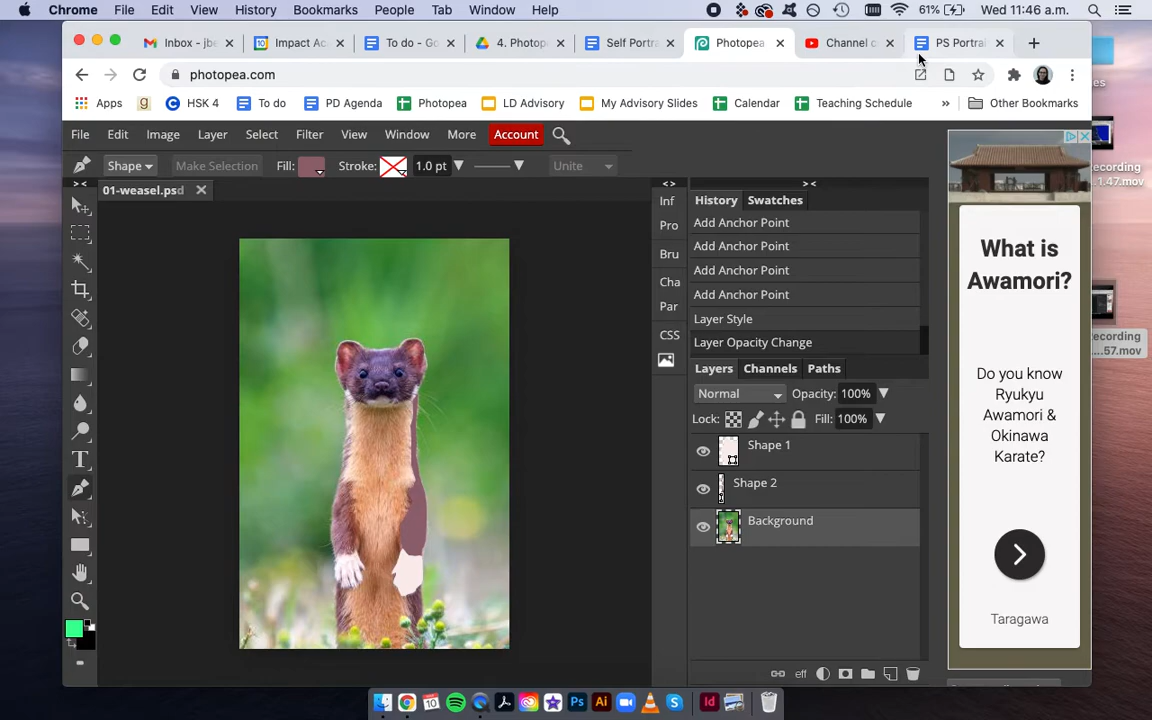 Chrome File Edit View History Bookmarks People Tab Window Help 61% Wed 11:46 a.m.
Inbox - jbe To do - Go 4. Photop Self Portra Photopea Channel c PS Portrai
photopea.com
Apps HSK 4 To do PD Agenda Photopea LD Advisory My Advisory Slides Calendar Teaching Schedule » Other Bookmarks
File Edit Image Layer Select Filter View Window More Account
Shape Make Selection Fill: Stroke: 1.0 pt Unite
01-weasel.psd
Inf
Pro
Bru
Cha
Par
CSS
History Swatches
Add Anchor Point
Add Anchor Point
Add Anchor Point
Add Anchor Point
Layer Style
Layer Opacity Change
Layers Channels Paths
Normal Opacity: 100%
Lock: Fill: 100%
Shape 1
Shape 2
Background
eff
What is
Awamori?
Do you know
Ryukyu
Awamori &
Okinawa
Karate?
Taragawa
ecording
1.47.mov
ecording
....57.mov